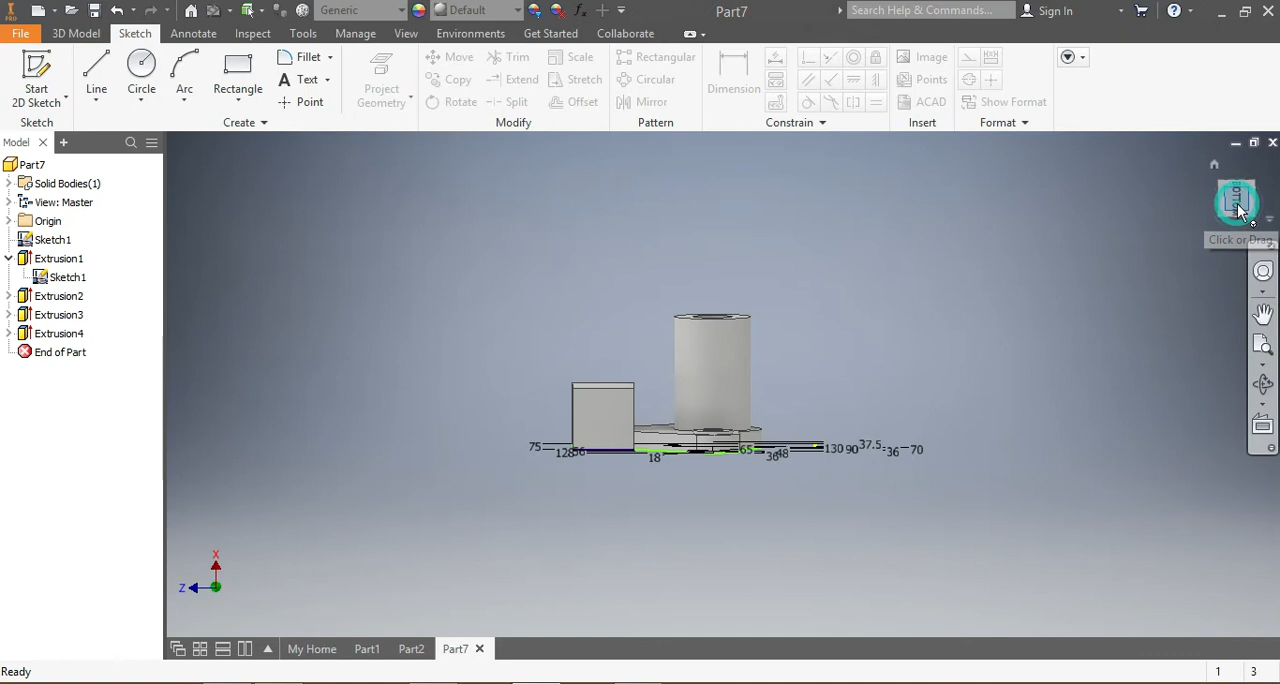 PRO
Generic
Default
Part7
Search Help & Commands...
Sign In
File
3D Model
Sketch
Annotate
Inspect
Tools
Manage
View
Environments
Get Started
Collaborate
Start
2D Sketch
Line
Circle
Arc
Rectangle
Fillet
Text
Point
Project
Geometry
Move
Copy
Rotate
Trim
Extend
Split
Scale
Stretch
Offset
Rectangular
Circular
Mirror
Dimension
Image
Points
ACAD
Show Format
Sketch
Create
Modify
Pattern
Constrain
Insert
Format
Model
Part7
Solid Bodies(1)
View: Master
Origin
Sketch1
Extrusion1
Sketch1
Extrusion2
Extrusion3
Extrusion4
End of Part
BOTTOM
Click or Drag
75
128
56
18
65
36
48
130
90
37.5
36
70
X
Z
My Home
Part1
Part2
Part7
Ready
1
3